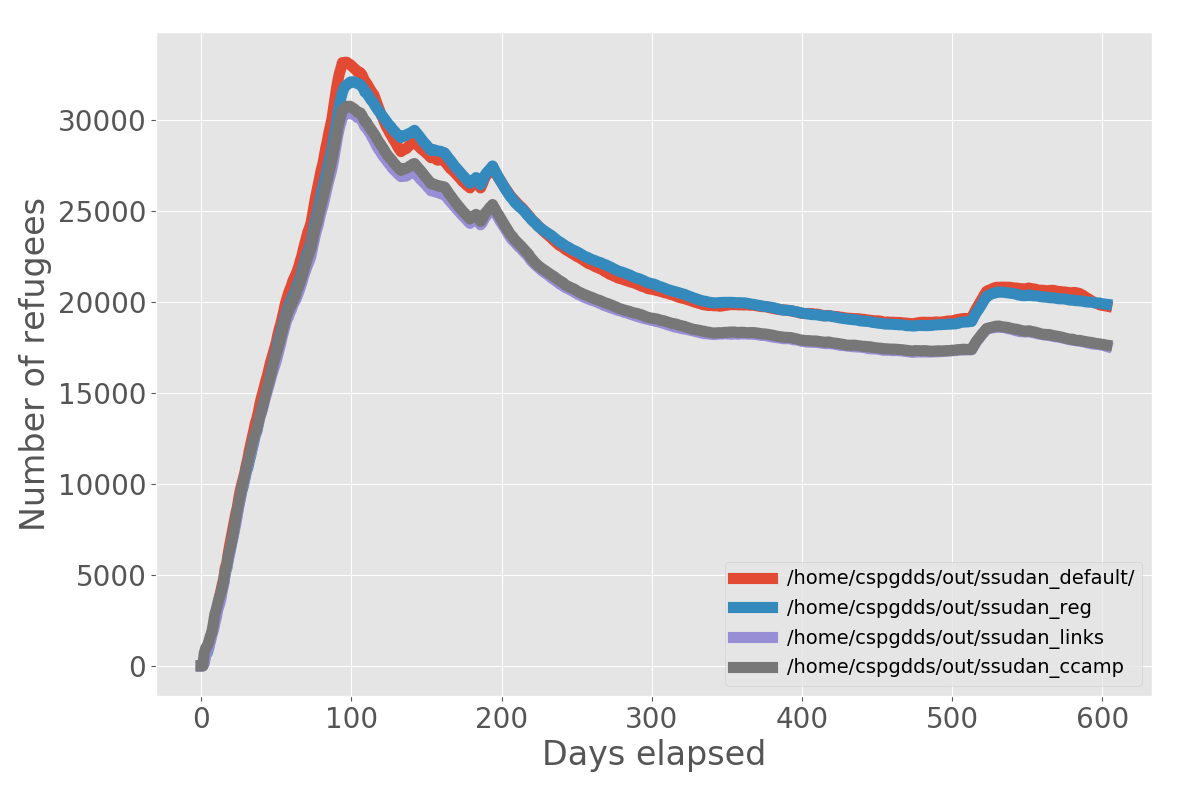 30000
25000
20000
15000
10000
5000
0
Number of refugees
0 100 200 300 400 500 600
Days elapsed
/home/cspgdds/out/ssudan_default/
/home/cspgdds/out/ssudan_reg
/home/cspgdds/out/ssudan_links
/home/cspgdds/out/ssudan_ccamp